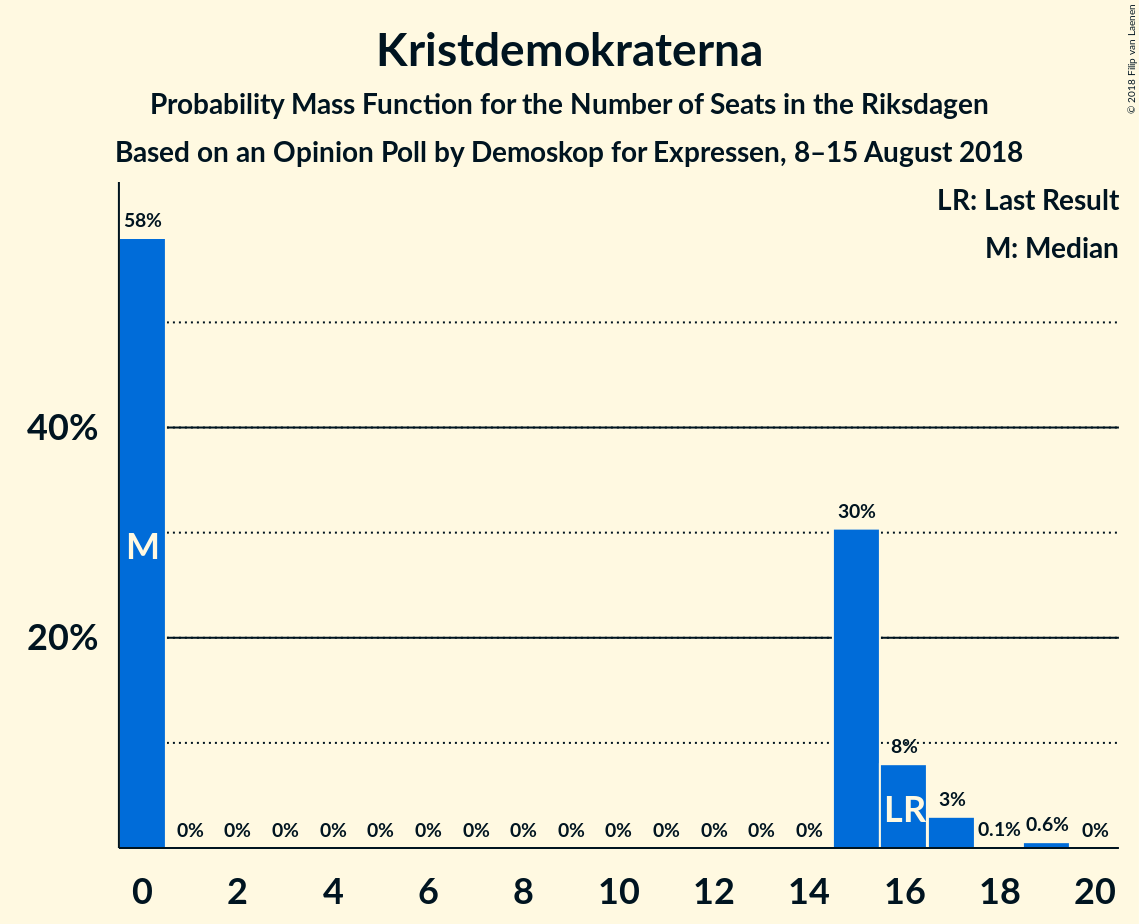 Kristdemokraterna
Probability Mass Function for the Number of Seats in the Riksdagen
Based on an Opinion Poll by Demoskop for Expressen, 8–15 August 2018
© 2018 Filip van Laenen
LR: Last Result
M: Median
58%
40%
30%
M
20%
8%
LR
3%
0% 0% 0% 0% 0% 0% 0% 0% 0% 0% 0% 0% 0% 0% 0.1% 0.6% 0%
0 2 4 6 8 10 12 14 16 18 20